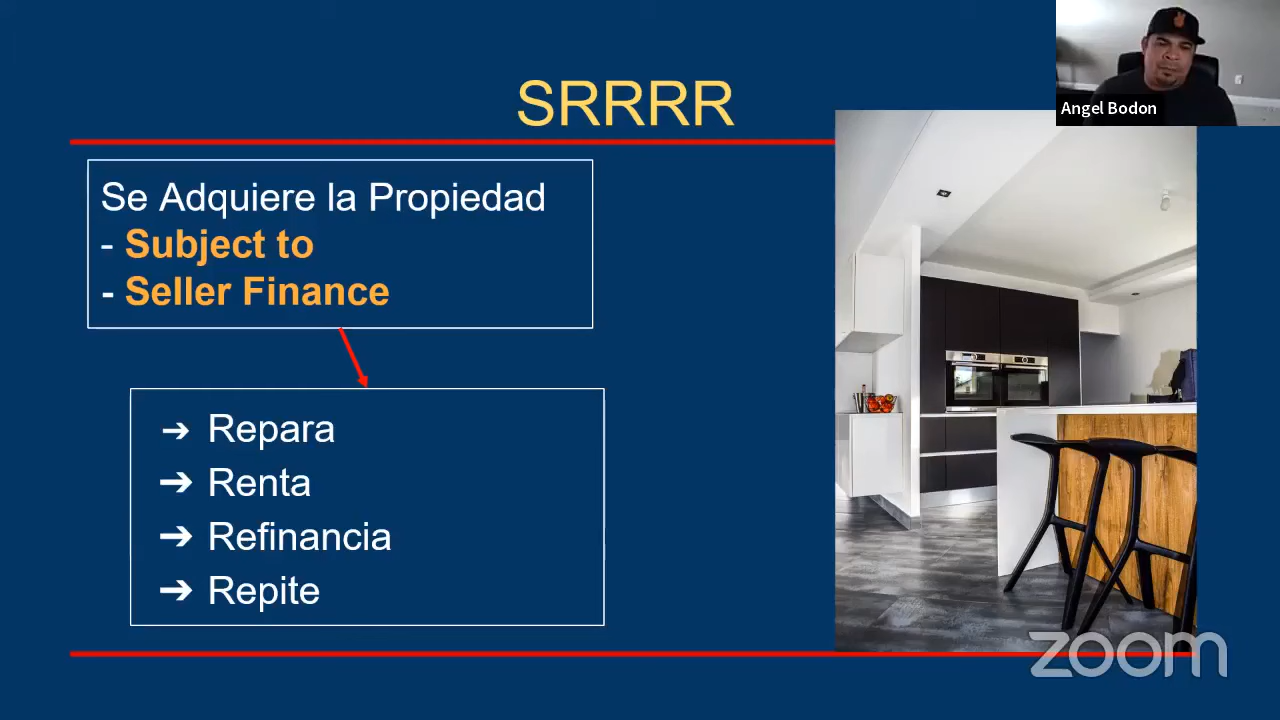 SRRRR
Angel Bodon
Se Adquiere la Propiedad
- Subject to
- Seller Finance
➔ Repara
➔ Renta
➔ Refinancia
➔ Repite
zoom